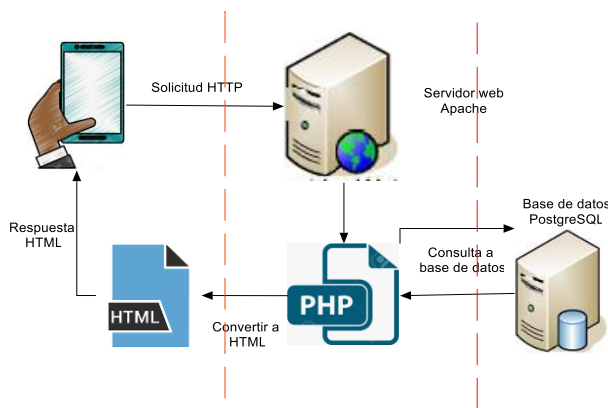 Solicitud HTTP
Servidor web
Apache
Base de datos
PostgreSQL
Respuesta
HTML
Consulta a
base de datos
PHP
HTML
Convertir a
HTML